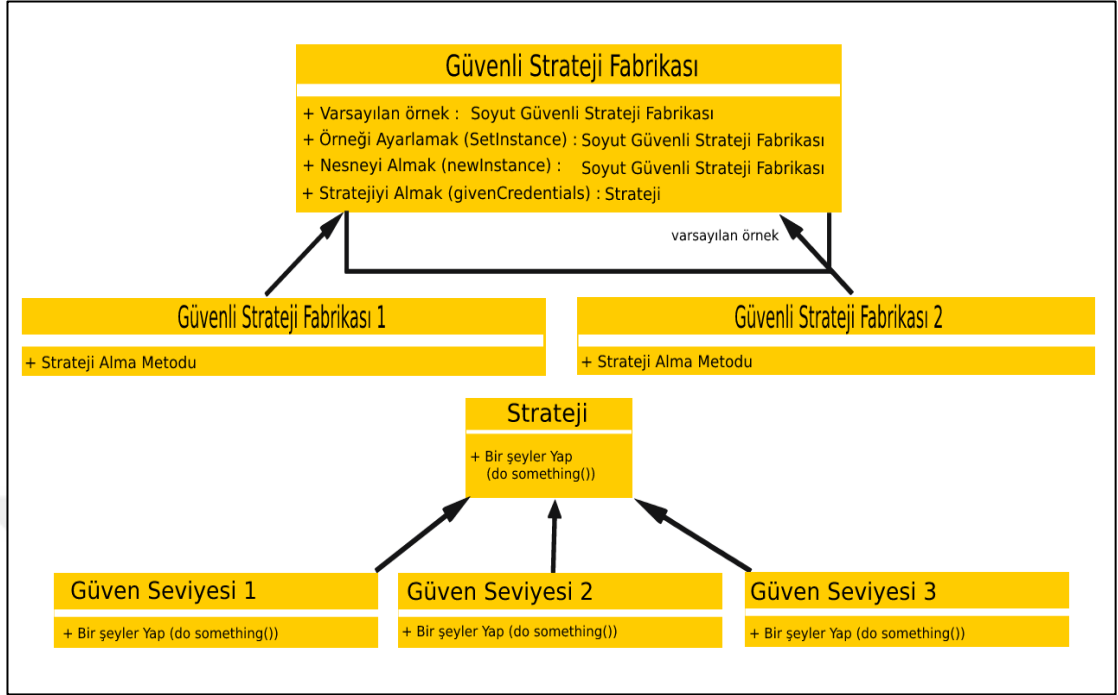 Güvenli Strateji Fabrikası
+ Varsayılan örnek : Soyut Güvenli Strateji Fabrikası
+ Örneği Ayarlamak (SetInstance) : Soyut Güvenli Strateji Fabrikası
+ Nesneyi Almak (newInstance) : Soyut Güvenli Strateji Fabrikası
+ Stratejiyi Almak (givenCredentials) : Strateji
varsayılan örnek
Güvenli Strateji Fabrikası 1
+ Strateji Alma Metodu
Güvenli Strateji Fabrikası 2
+ Strateji Alma Metodu
Strateji
+ Bir şeyler Yap
(do something())
Güven Seviyesi 1
+ Bir şeyler Yap (do something())
Güven Seviyesi 2
+ Bir şeyler Yap (do something())
Güven Seviyesi 3
+ Bir şeyler Yap (do something())